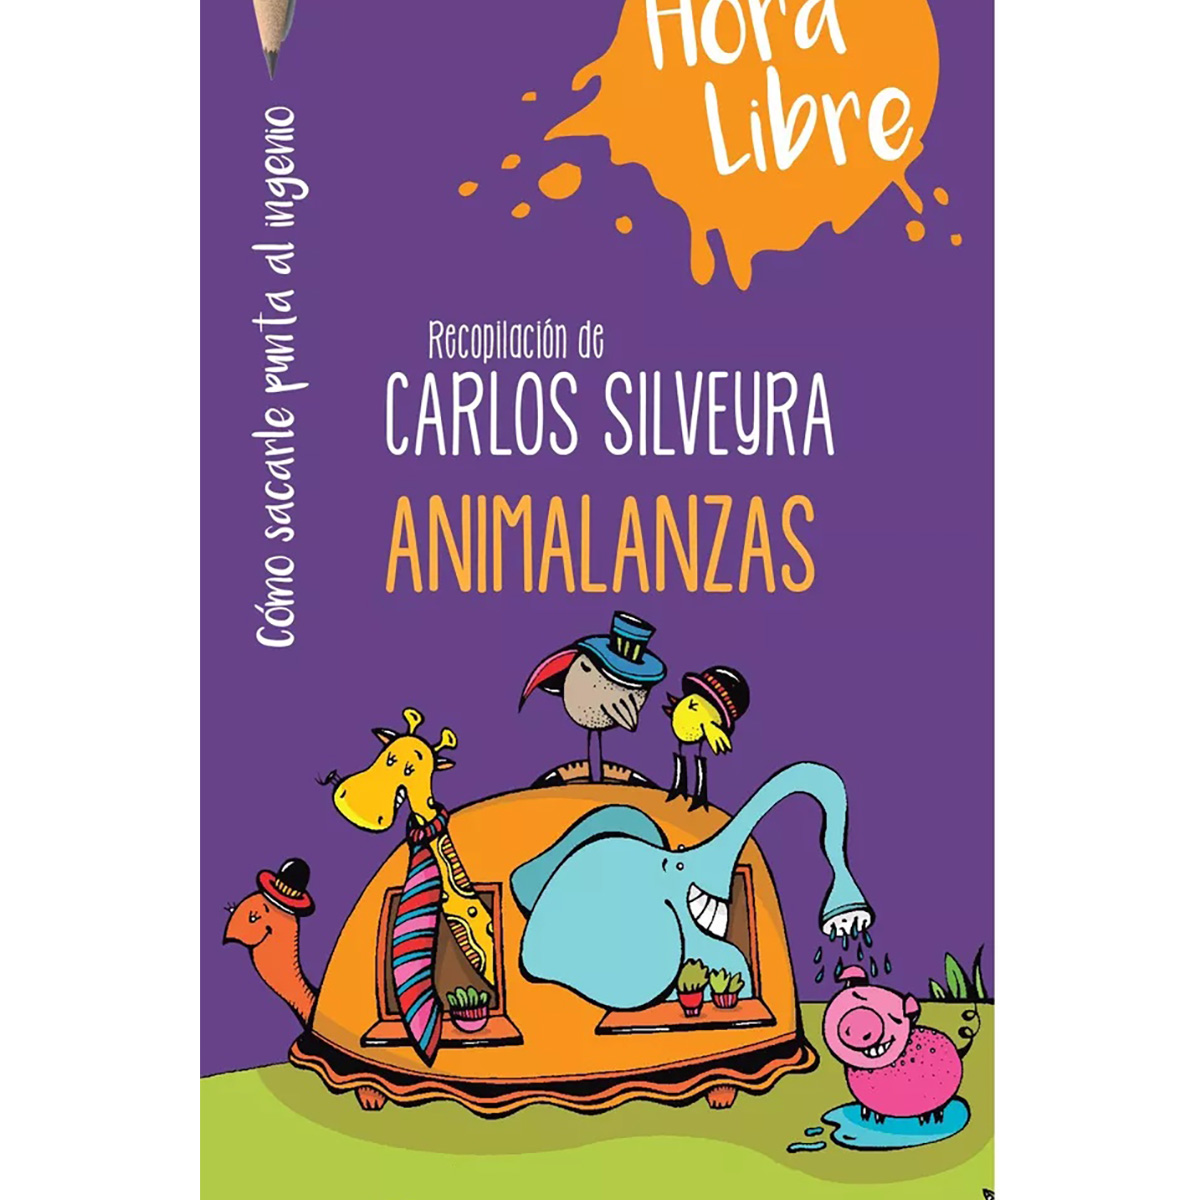 Hora
Libre
Cómo sacarle punta al ingenio
Recopilación de
CARLOS SILVEYRA
ANIMALANZAS